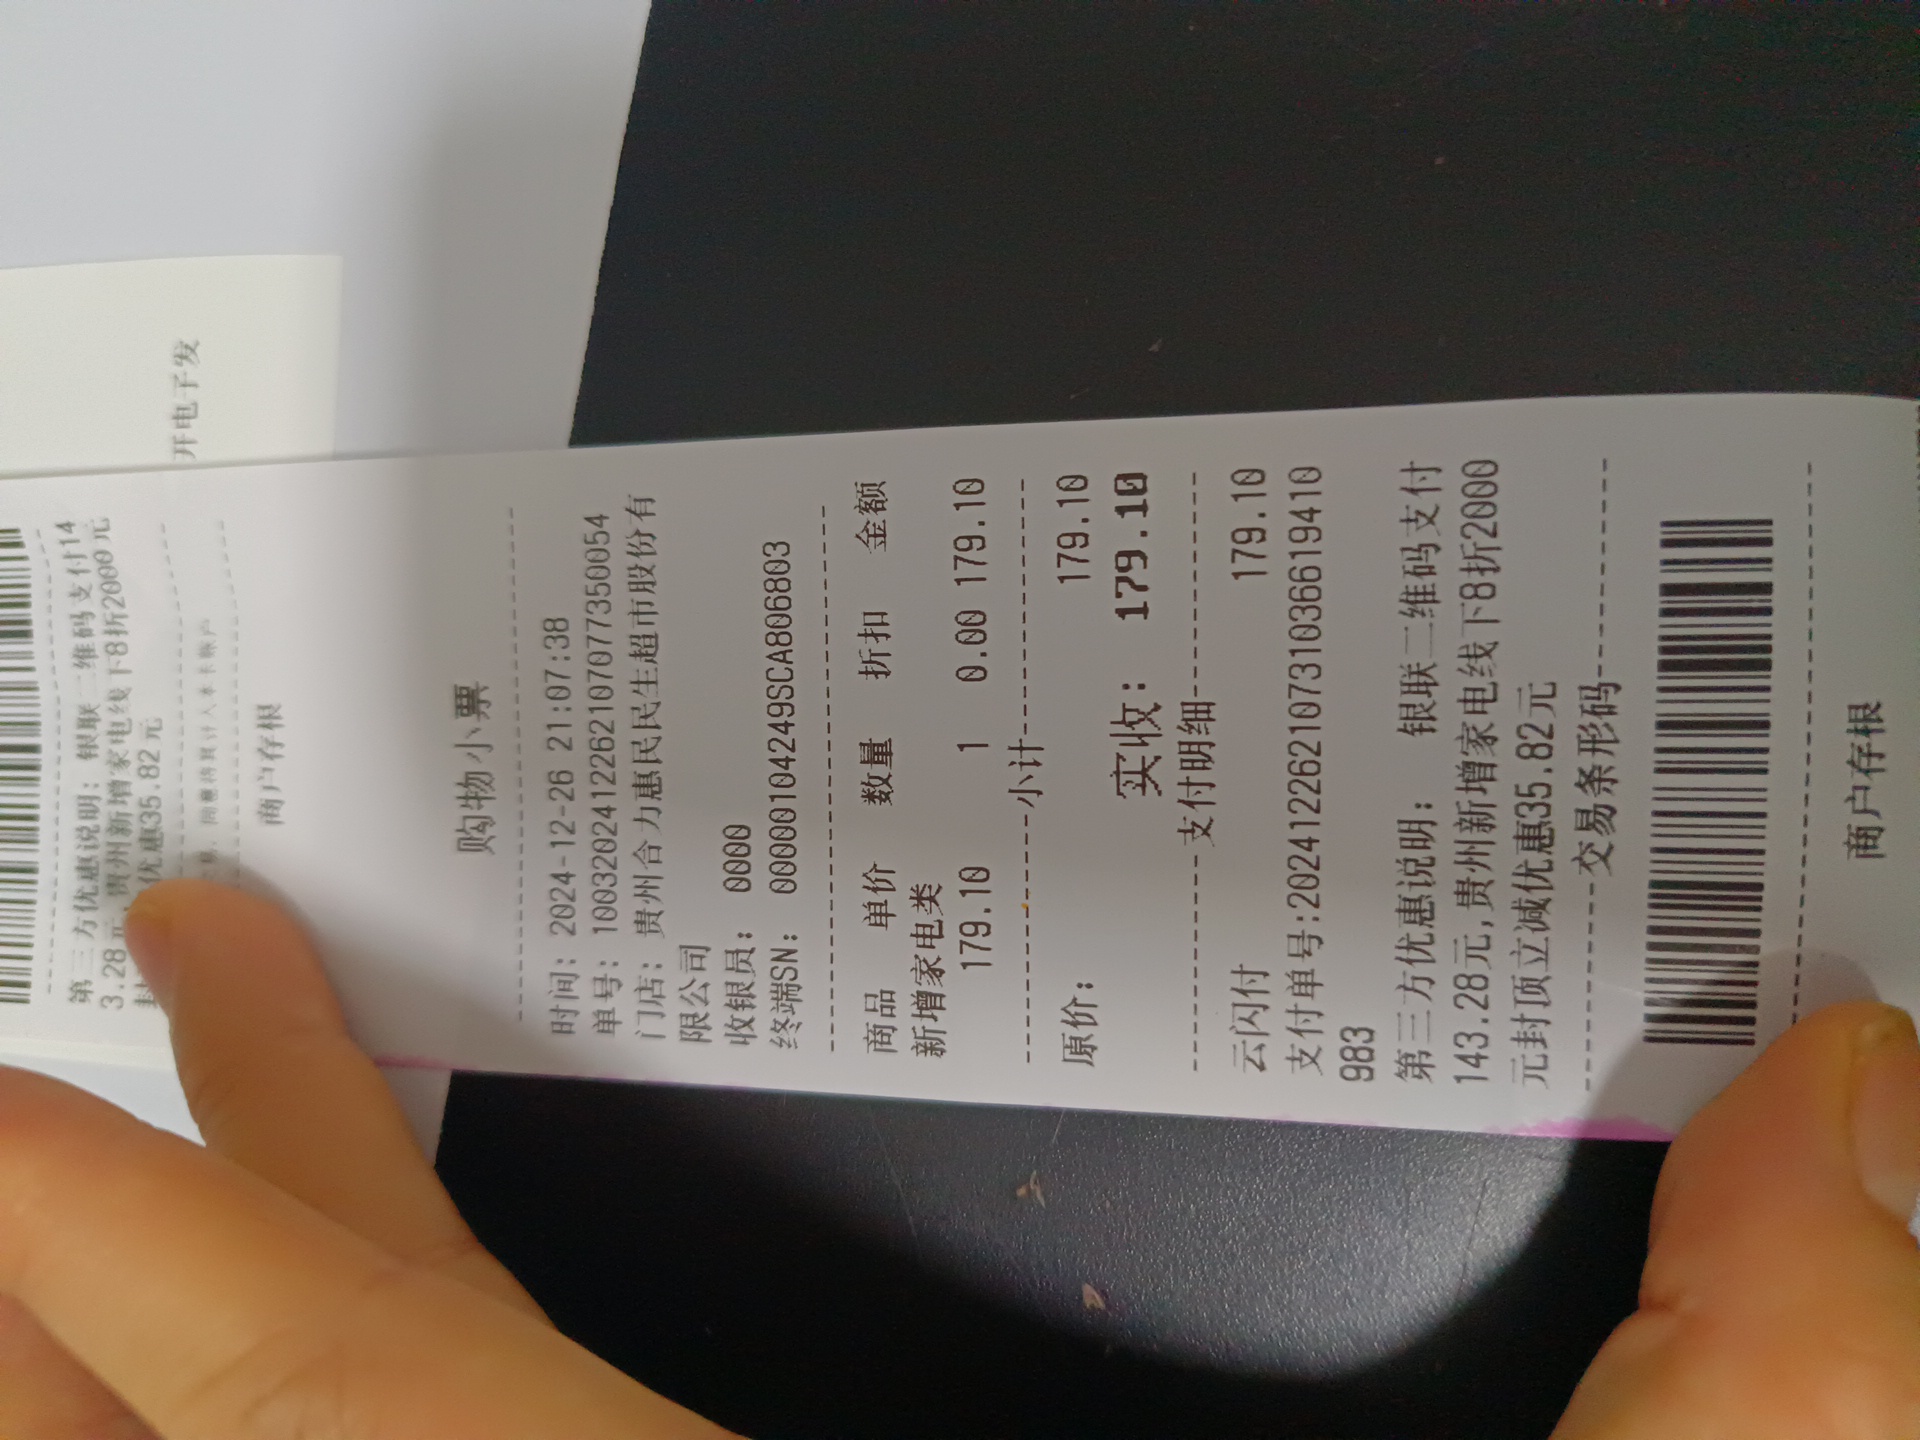 开电子发
第三方优惠说明: 银联二维码支付14
3.28元,贵州新增家电线下8折2000元
优惠35.82元
商户存根
购物小票
时间: 2024-12-26 21:07:38
单号: 10032024122621070773500​54
门店: 贵州合力惠民民生超市股份有
限公司
收银员: 0000
终端SN: 00000104249SCA806803
商品 单价 数量 折扣 金额
新增家电类
179.10 1 0.00 179.10
小计
原价: 179.10
实收: 179.10
支付明细
云闪付 179.10
支付单号:20241226210731036619410
983
第三方优惠说明: 银联二维码支付
143.28元,贵州新增家电线下8折2000
元封顶立减优惠35.82元
交易条形码
商户存根